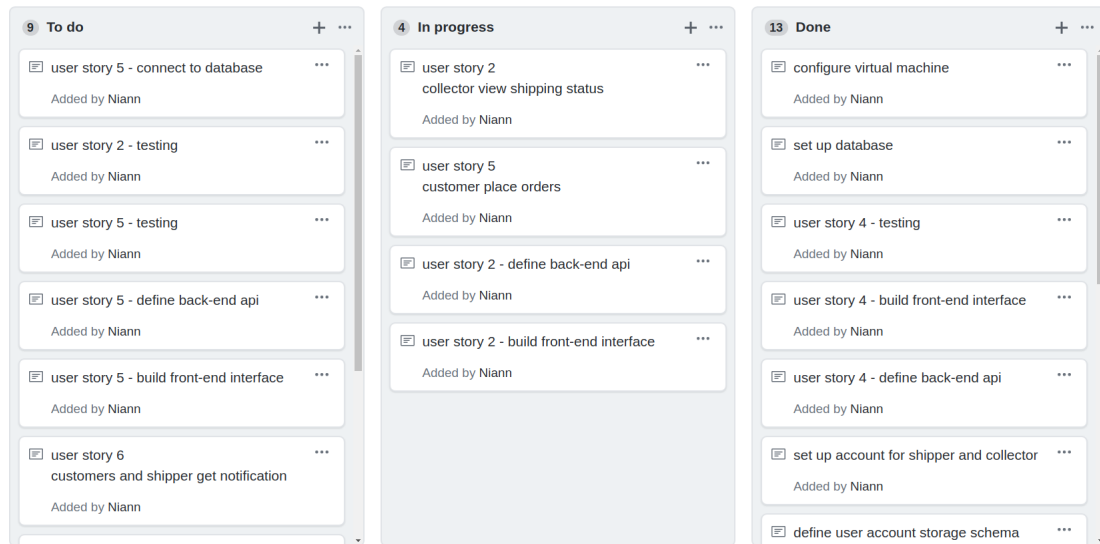 9 To do
user story 5 - connect to database
Added by Niann
user story 2 - testing
Added by Niann
user story 5 - testing
Added by Niann
user story 5 - define back-end api
Added by Niann
user story 5 - build front-end interface
Added by Niann
user story 6
customers and shipper get notification
Added by Niann
4 In progress
user story 2
collector view shipping status
Added by Niann
user story 5
customer place orders
Added by Niann
user story 2 - define back-end api
Added by Niann
user story 2 - build front-end interface
Added by Niann
13 Done
configure virtual machine
Added by Niann
set up database
Added by Niann
user story 4 - testing
Added by Niann
user story 4 - build front-end interface
Added by Niann
user story 4 - define back-end api
Added by Niann
set up account for shipper and collector
Added by Niann
define user account storage schema